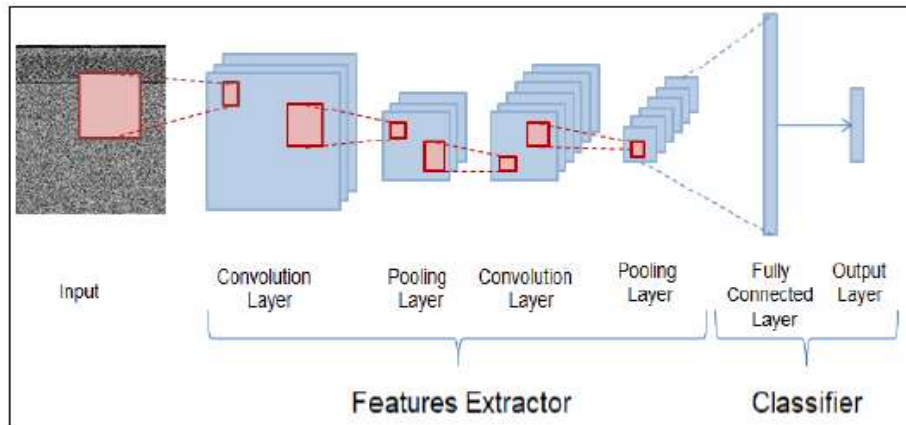 Input
Convolution
Layer
Pooling
Layer
Convolution
Layer
Pooling
Layer
Fully
Connected
Layer
Output
Layer
Features Extractor
Classifier